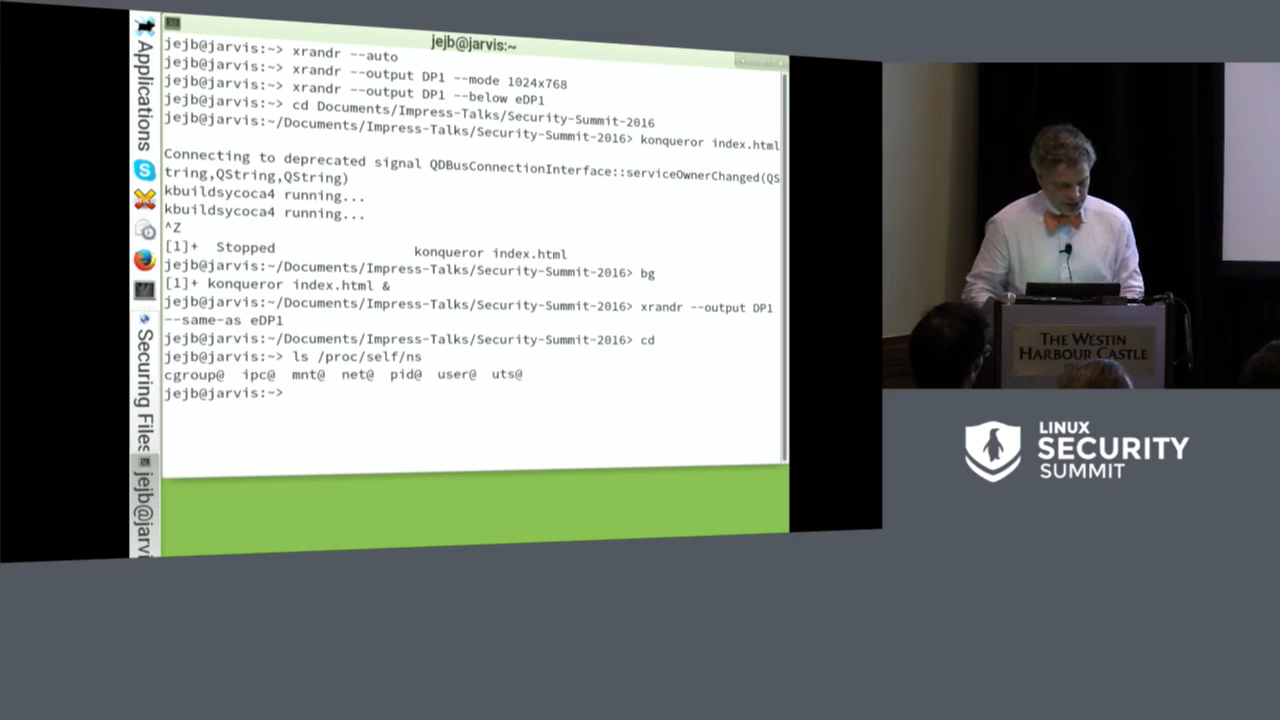 jejb@jarvis:~
jejb@jarvis:~> xrandr --auto
jejb@jarvis:~> xrandr --output DP1 --mode 1024x768
jejb@jarvis:~> xrandr --output DP1 --below eDP1
jejb@jarvis:~> cd Documents/Impress-Talks/Security-Summit-2016
jejb@jarvis:~/Documents/Impress-Talks/Security-Summit-2016> konqueror index.html
Connecting to deprecated signal QDBusConnectionInterface::serviceOwnerChanged(QS
tring,QString,QString)
kbuildsycoca4 running...
kbuildsycoca4 running...
^Z
[1]+  Stopped                 konqueror index.html
jejb@jarvis:~/Documents/Impress-Talks/Security-Summit-2016> bg
[1]+ konqueror index.html &
jejb@jarvis:~/Documents/Impress-Talks/Security-Summit-2016> xrandr --output DP1
--same-as eDP1
jejb@jarvis:~/Documents/Impress-Talks/Security-Summit-2016> cd
jejb@jarvis:~> ls /proc/self/ns
cgroup@  ipc@  mnt@  net@  pid@  user@  uts@
jejb@jarvis:~>
Applications
Securing Files
jejb@jarvi
THE WESTIN
HARBOUR CASTLE
LINUX
SECURITY
SUMMIT